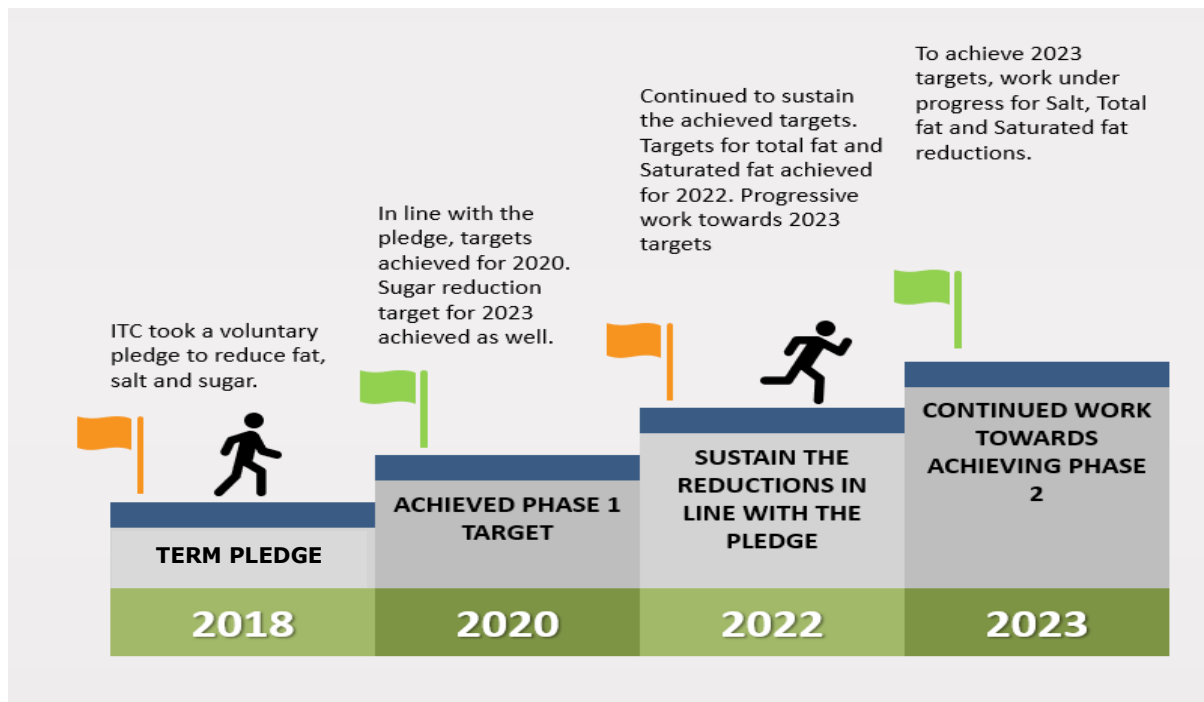 ITC took a voluntary
pledge to reduce fat,
salt and sugar.
TERM PLEDGE
2018
In line with the
pledge, targets
achieved for 2020.
Sugar reduction
target for 2023
achieved as well.
ACHIEVED PHASE 1
TARGET
2020
Continued to sustain
the achieved targets.
Targets for total fat and
Saturated fat achieved
for 2022. Progressive
work towards 2023
targets
SUSTAIN THE
REDUCTIONS IN
LINE WITH THE
PLEDGE
2022
To achieve 2023
targets, work under
progress for Salt, Total
fat and Saturated fat
reductions.
CONTINUED WORK
TOWARDS
ACHIEVING PHASE
2
2023